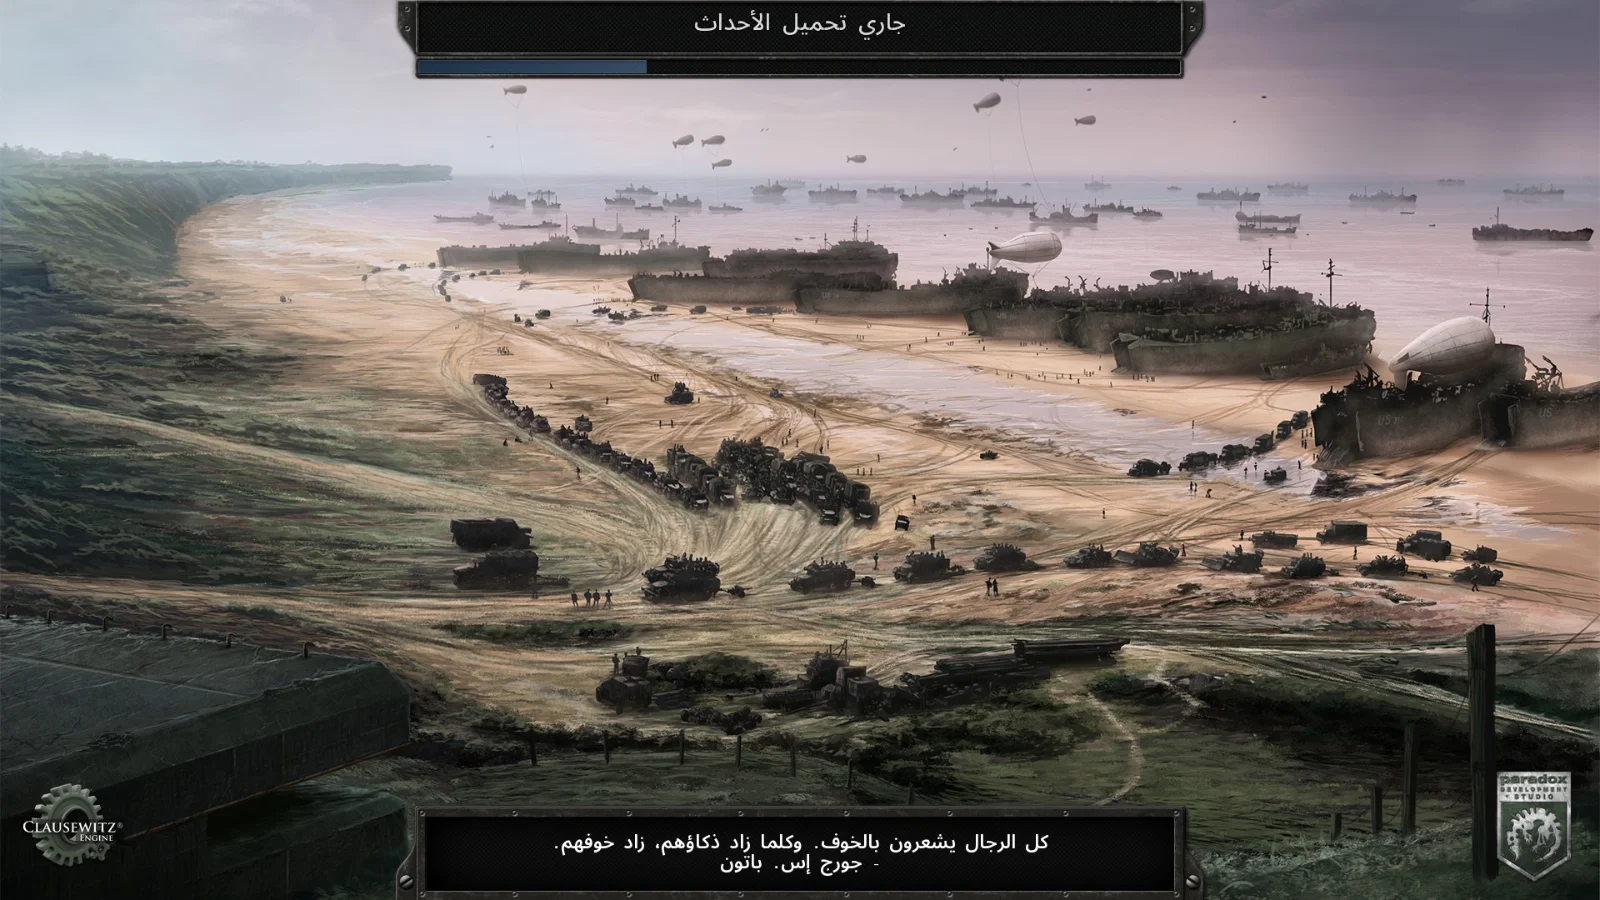 جاري تحميل الأحداث
كل الرجال يشعرون بالخوف. وكلما زاد ذكاؤهم، زاد خوفهم.
- جورج إس. باتون
CLAUSEWITZ®
ENGINE
paradox
DEVELOPMENT
STUDIO